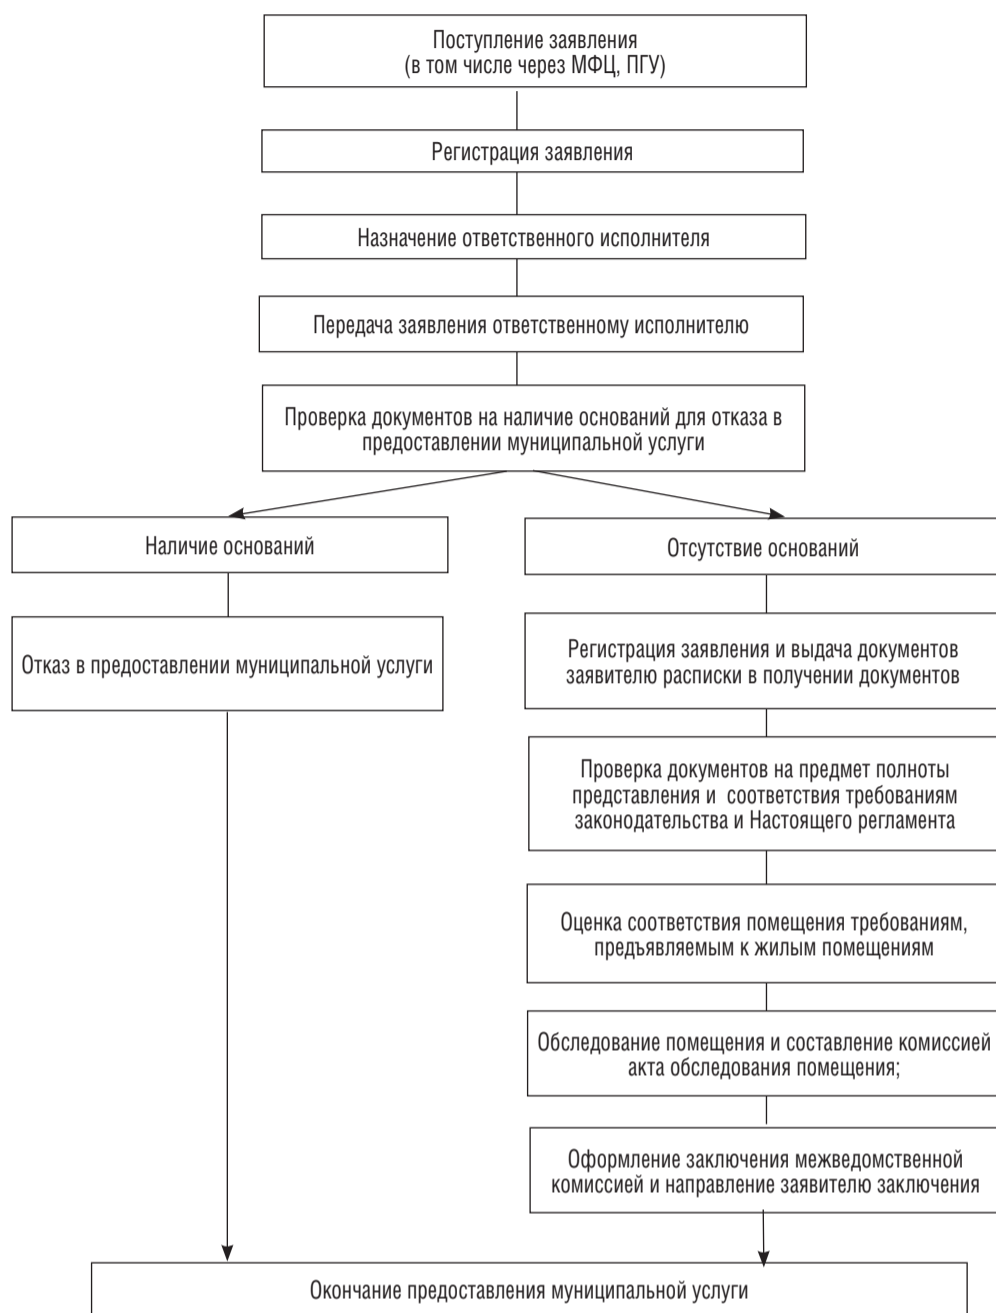 Поступление заявления
(в том числе через МФЦ, ПГУ)
Регистрация заявления
Назначение ответственного исполнителя
Передача заявления ответственному исполнителю
Проверка документов на наличие оснований для отказа в
предоставлении муниципальной услуги
Наличие оснований
Отсутствие оснований
Отказ в предоставлении муниципальной услуги
Регистрация заявления и выдача документов
заявителю расписки в получении документов
Проверка документов на предмет полноты
представления и соответствия требованиям
законодательства и Настоящего регламента
Оценка соответствия помещения требованиям,
предъявляемым к жилым помещениям
Обследование помещения и составление комиссией
акта обследования помещения;
Оформление заключения межведомственной
комиссией и направление заявителю заключения
Окончание предоставления муниципальной услуги